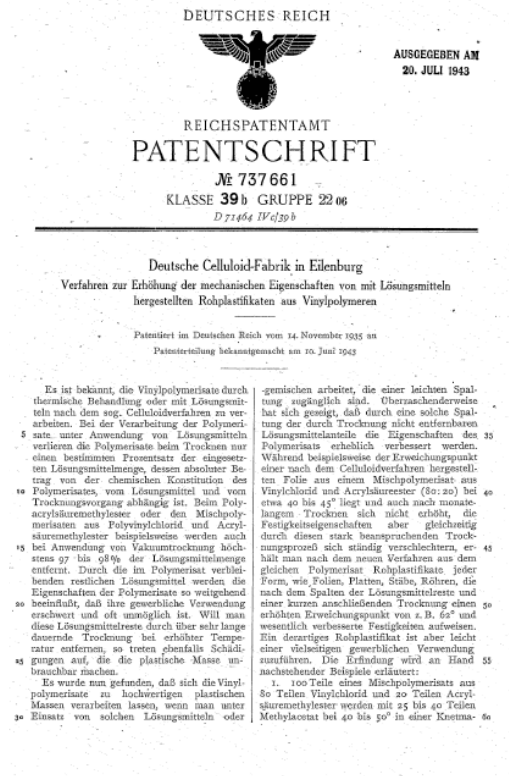 DEUTSCHES REICH
AUSGEGEBEN AM
20. JULI 1943
REICHSPATENTAMT
PATENTSCHRIFT
№ 737661
KLASSE 39b GRUPPE 22 06
D 71464 IVc/39b
Deutsche Celluloid-Fabrik in Eilenburg
Verfahren zur Erhöhung der mechanischen Eigenschaften von mit Lösungsmitteln
hergestellten Rohplastifikaten aus Vinylpolymeren
Patentiert im Deutschen Reich vom 14. November 1935 an
Patenterteilung bekanntgemacht am 10. Juni 1943
Es ist bekannt, die Vinylpolymerisate durch
thermische Behandlung oder mit Lösungsmit-
teln nach dem sog. Celluloidverfahren zu ver-
arbeiten. Bei der Verarbeitung der Polymeri-
5 sate unter Anwendung von Lösungsmitteln
verlieren die Polymerisate beim Trocknen nur
einen bestimmten Prozentsatz der eingesetz-
ten Lösungsmittelmenge, dessen absoluter Be-
trag von der chemischen Konstitution des
10 Polymerisates, vom Lösungsmittel und vom
Trocknungsvorgang abhängig ist. Beim Poly-
acrylsäuremethylester oder den Mischpoly-
merisaten aus Polyvinylchlorid und Acryl-
säuremethylester beispielsweise werden auch
15 bei Anwendung von Vakuumtrocknung höch-
stens 97 bis 98% der Lösungsmittelmenge
entfernt. Durch die im Polymerisat verblei-
benden restlichen Lösungsmittel werden die
Eigenschaften der Polymerisate so weitgehend
20 beeinflußt, daß ihre gewerbliche Verwendung
erschwert und oft unmöglich ist. Will man
diese Lösungsmittelreste durch über sehr lange
dauernde Trocknung bei erhöhter Tempe-
ratur entfernen, so treten ebenfalls Schädi-
25 gungen auf, die die plastische Masse un-
brauchbar machen.
Es wurde nun gefunden, daß sich die Vinyl-
polymerisate zu hochwertigen plastischen
Massen verarbeiten lassen, wenn man unter
30 Einsatz von solchen Lösungsmitteln oder
-gemischen arbeitet, die einer leichten Spal-
tung zugänglich sind. Überraschenderweise
hat sich gezeigt, daß durch eine solche Spal-
tung der durch Trocknung nicht entfernbaren
Lösungsmittelanteile die Eigenschaften des 35
Polymerisats erheblich verbessert werden.
Während beispielsweise der Erweichungspunkt
einer nach dem Celluloidverfahren hergestell-
ten Folie aus einem Mischpolymerisat aus
Vinylchlorid und Acrylsäureester (80:20) bei 40
etwa 40 bis 45° liegt und auch nach monate-
langem Trocknen sich nicht erhöht, die
Festigkeitseigenschaften aber gleichzeitig
durch diesen stark beanspruchenden Trock-
nungsprozeß sich ständig verschlechtern, er- 45
hält man nach dem neuen Verfahren aus dem
gleichen Polymerisat Rohplastifikate jeder
Form, wie Folien, Platten, Stäbe, Röhren, die
nach dem Spalten der Lösungsmittelreste und
einer kurzen anschließenden Trocknung einen 50
erhöhten Erweichungspunkt von z. B. 62° und
wesentlich verbesserte Festigkeiten aufweisen.
Ein derartiges Rohplastifikat ist aber leicht
einer vielseitigen gewerblichen Verwendung
zuzuführen. Die Erfindung wird an Hand 55
nachstehender Beispiele erläutert:
1. 100 Teile eines Mischpolymerisats aus
80 Teilen Vinylchlorid und 20 Teilen Acryl-
säuremethylester werden mit 25 bis 40 Teilen
Methylacetat bei 40 bis 50° in einer Knetma- 60